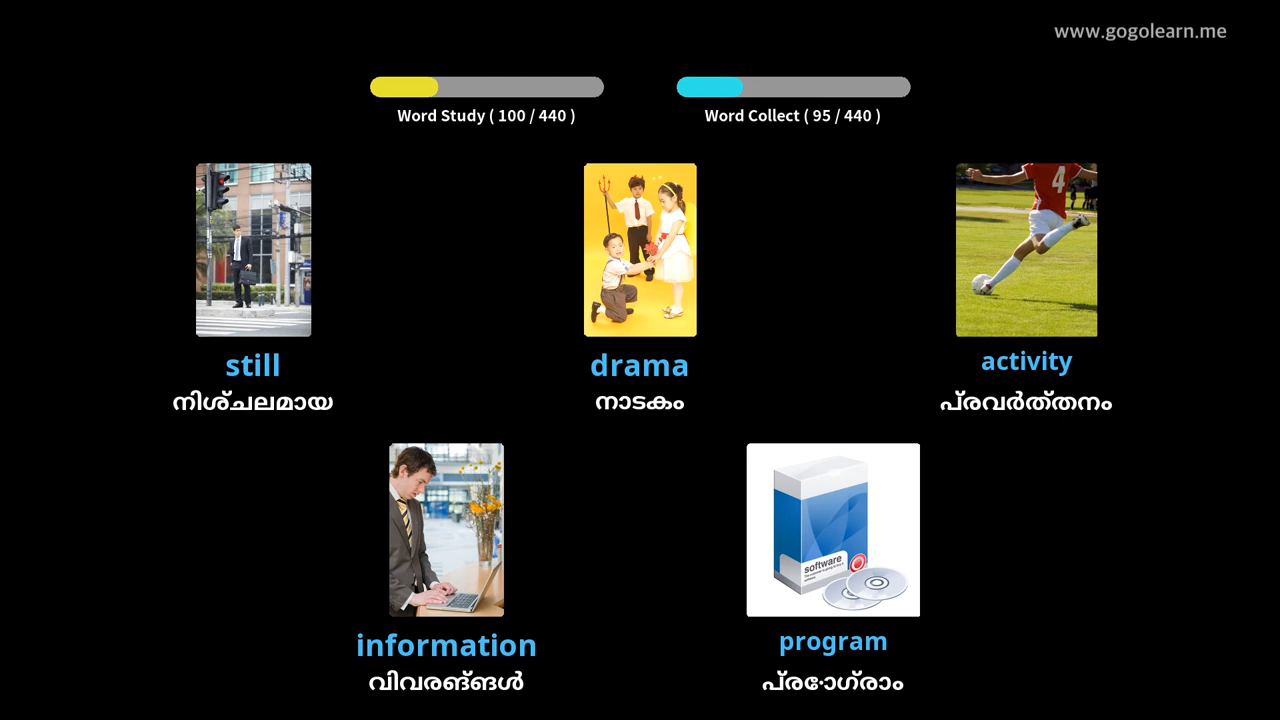 www.gogolearn.me
Word Study ( 100 / 440 )
Word Collect ( 95 / 440 )
still
drama
activity
നിശ്ചലമായ
നാടകം
പ്രവർത്തനം
software
information
program
വിവരങ്ങൾ
പ്രോഗ്രാം